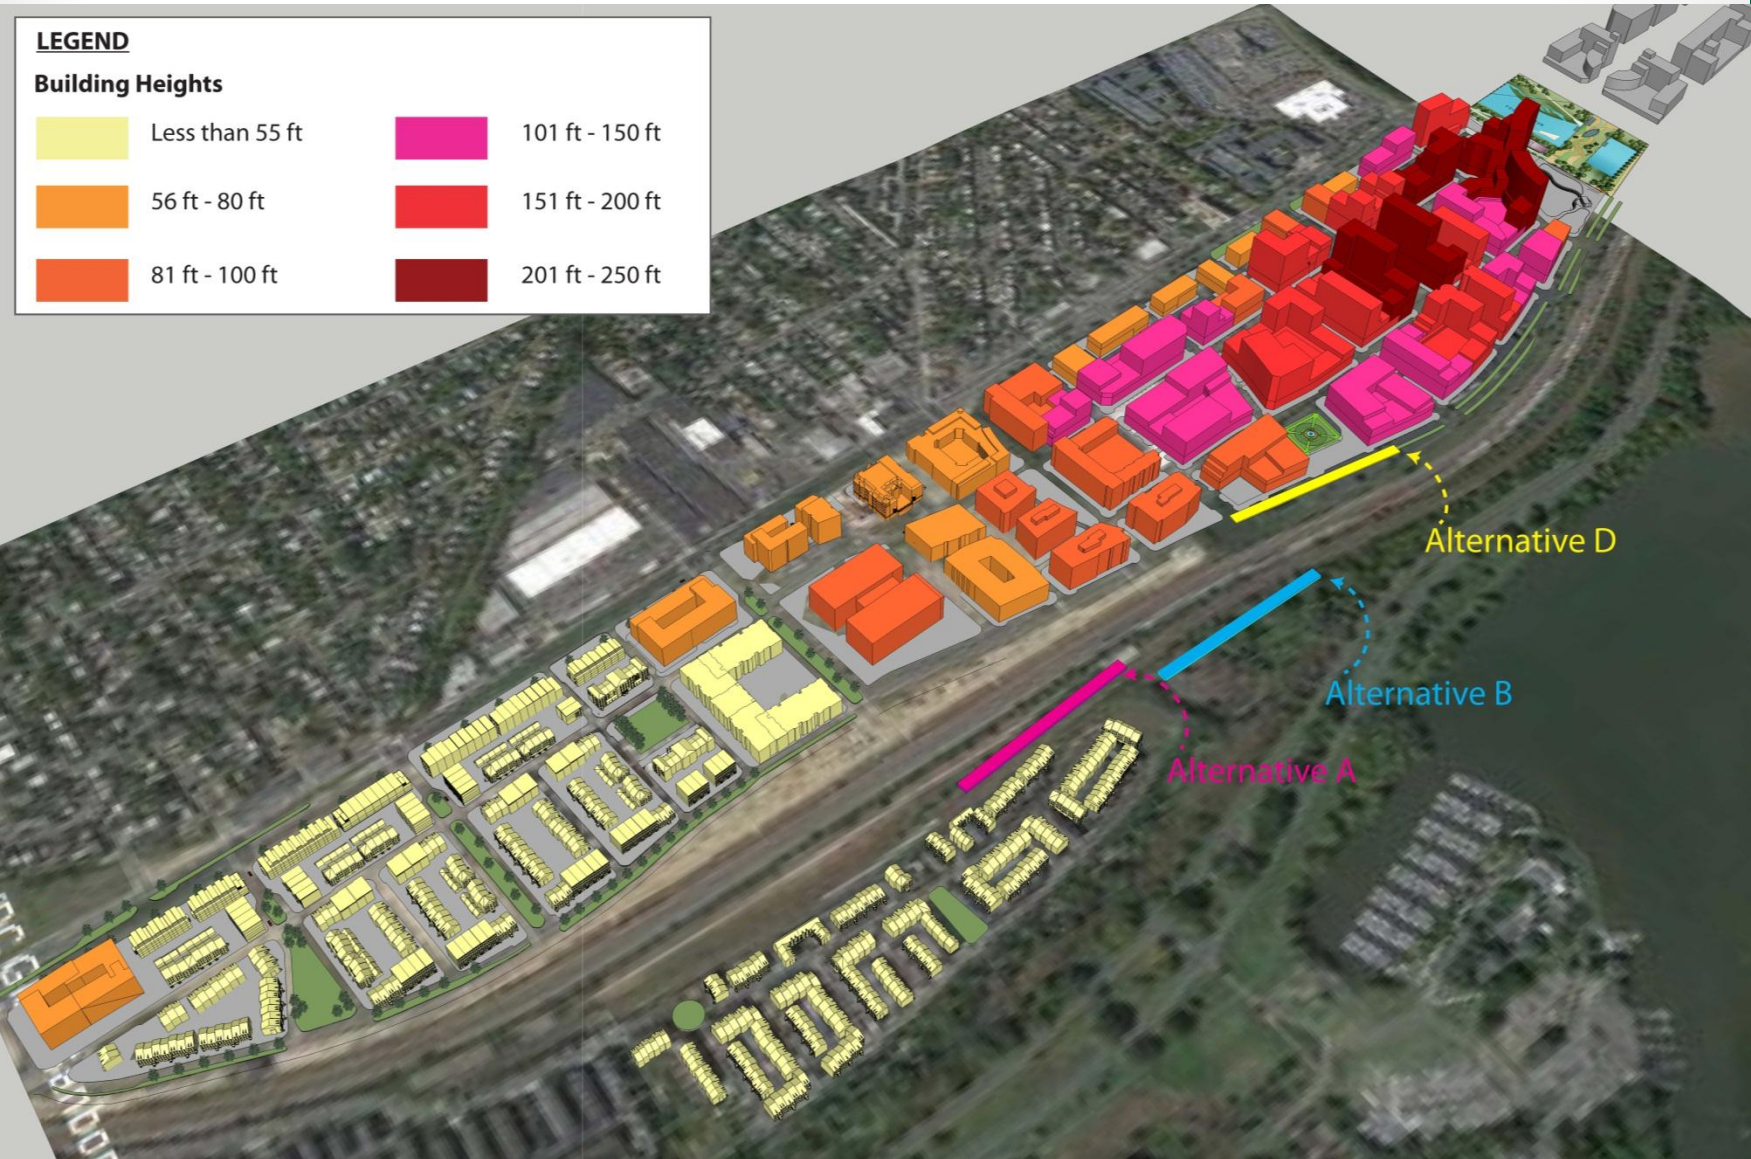 LEGEND
Building Heights
Less than 55 ft
101 ft - 150 ft
56 ft - 80 ft
151 ft - 200 ft
81 ft - 100 ft
201 ft - 250 ft
Alternative D
Alternative B
Alternative A